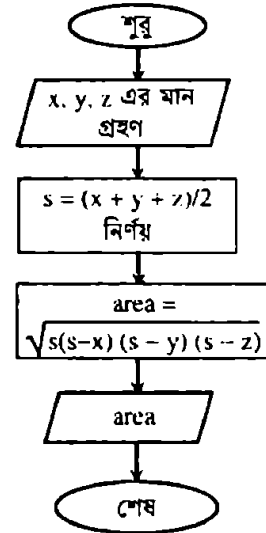 শুরু
x, y, z এর মান
গ্রহণ
s = (x + y + z)/2
নির্ণয়
area =
√s(s-x) (s - y) (s - z)
area
শেষ